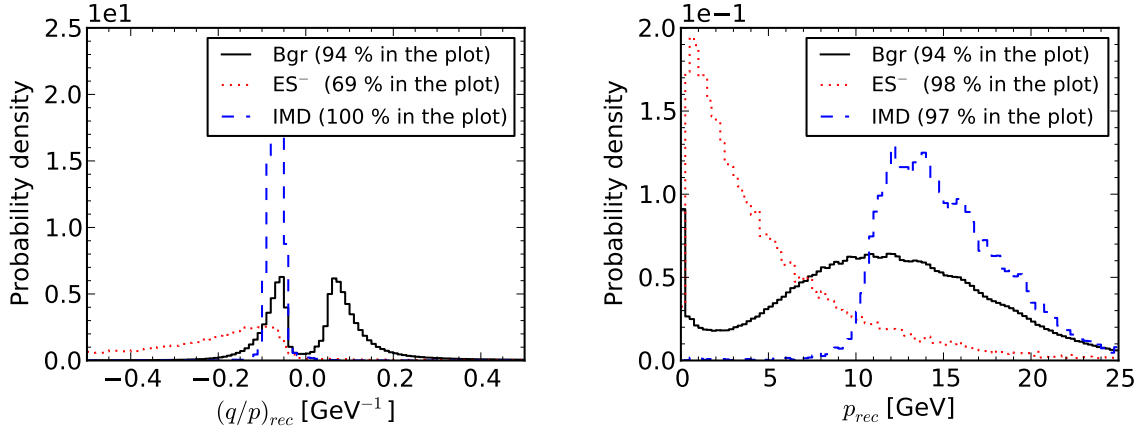 1e1
2.5
2.0
1.5
1.0
0.5
0.0
Probability density
Bgr (94 % in the plot)
ES⁻ (69 % in the plot)
IMD (100 % in the plot)
−0.4 −0.2 0.0 0.2 0.4
(q/p)rec [GeV⁻¹]
1e−1
2.0
1.5
1.0
0.5
0.0
Probability density
Bgr (94 % in the plot)
ES⁻ (98 % in the plot)
IMD (97 % in the plot)
0 5 10 15 20 25
prec [GeV]